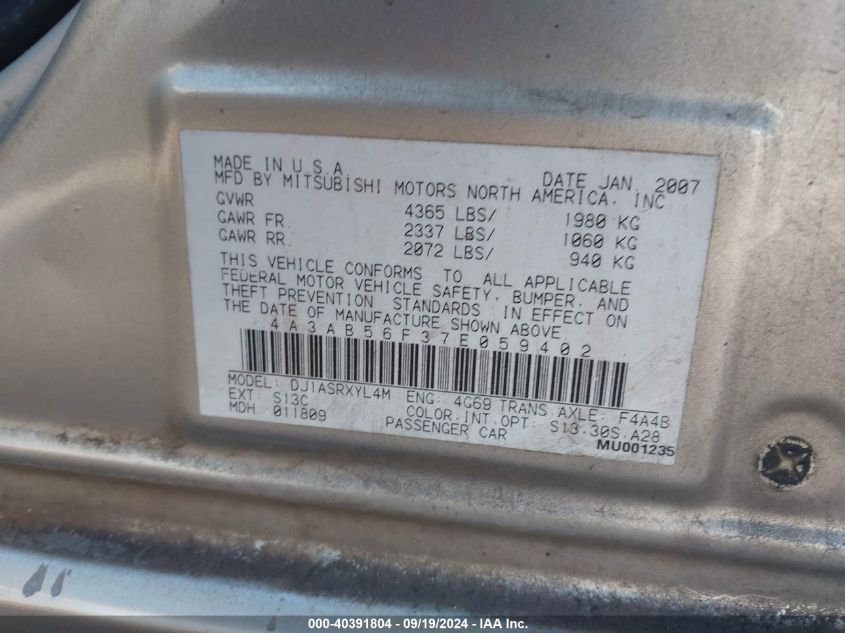 MADE IN U.S.A. DATE JAN. 2007
MFD BY MITSUBISHI MOTORS NORTH AMERICA, INC
GVWR 4365 LBS/ 1980 KG
GAWR FR. 2337 LBS/ 1060 KG
GAWR RR. 2072 LBS/ 940 KG
THIS VEHICLE CONFORMS TO ALL APPLICABLE
FEDERAL MOTOR VEHICLE SAFETY, BUMPER, AND
THEFT PREVENTION STANDARDS IN EFFECT ON
THE DATE OF MANUFACTURE SHOWN ABOVE.
4A3AB56F37E059402
MODEL: DJ1ASRXYL4M ENG: 4G69 TRANS AXLE: F4A4B
EXT: S13C COLOR.INT.OPT: S13.30S.A28
MDH 011809 PASSENGER CAR
MU001235
000-40391804 - 09/19/2024 - IAA Inc.